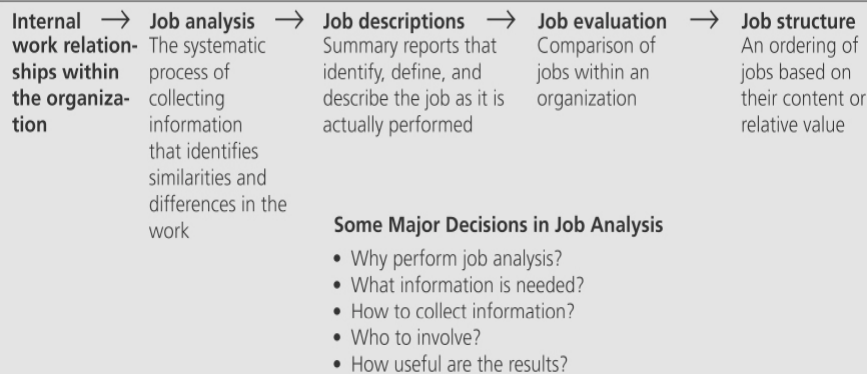 Internal → Job analysis → Job descriptions → Job evaluation → Job structure
work relation-
ships within
the organiza-
tion
The systematic
process of
collecting
information
that identifies
similarities and
differences in the
work
Summary reports that
identify, define, and
describe the job as it is
actually performed
Comparison of
jobs within an
organization
An ordering of
jobs based on
their content or
relative value
Some Major Decisions in Job Analysis
• Why perform job analysis?
• What information is needed?
• How to collect information?
• Who to involve?
• How useful are the results?